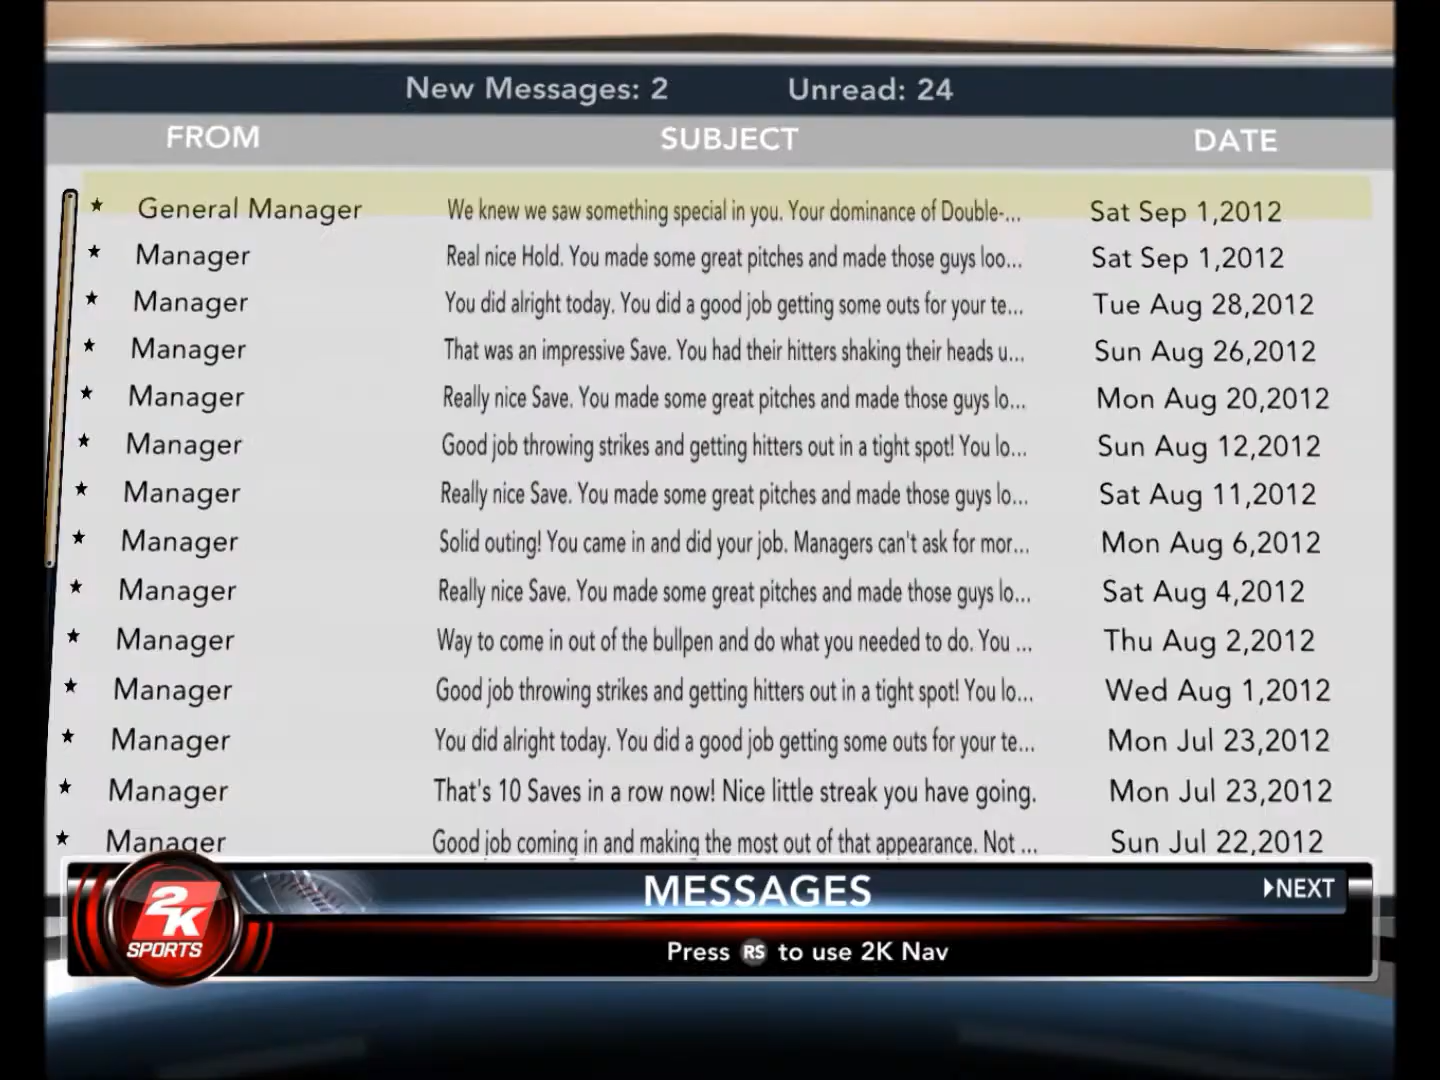 New Messages: 2 Unread: 24
FROM SUBJECT DATE
★ General Manager We knew we saw something special in you. Your dominance of Double-... Sat Sep 1,2012
★ Manager Real nice Hold. You made some great pitches and made those guys loo... Sat Sep 1,2012
★ Manager You did alright today. You did a good job getting some outs for your te... Tue Aug 28,2012
★ Manager That was an impressive Save. You had their hitters shaking their heads u... Sun Aug 26,2012
★ Manager Really nice Save. You made some great pitches and made those guys lo... Mon Aug 20,2012
★ Manager Good job throwing strikes and getting hitters out in a tight spot! You lo... Sun Aug 12,2012
★ Manager Really nice Save. You made some great pitches and made those guys lo... Sat Aug 11,2012
★ Manager Solid outing! You came in and did your job. Managers can't ask for mor... Mon Aug 6,2012
★ Manager Really nice Save. You made some great pitches and made those guys lo... Sat Aug 4,2012
★ Manager Way to come in out of the bullpen and do what you needed to do. You ... Thu Aug 2,2012
★ Manager Good job throwing strikes and getting hitters out in a tight spot! You lo... Wed Aug 1,2012
★ Manager You did alright today. You did a good job getting some outs for your te... Mon Jul 23,2012
★ Manager That's 10 Saves in a row now! Nice little streak you have going. Mon Jul 23,2012
★ Manager Good job coming in and making the most out of that appearance. Not ... Sun Jul 22,2012
MESSAGES NEXT
2K
SPORTS
Press RS to use 2K Nav